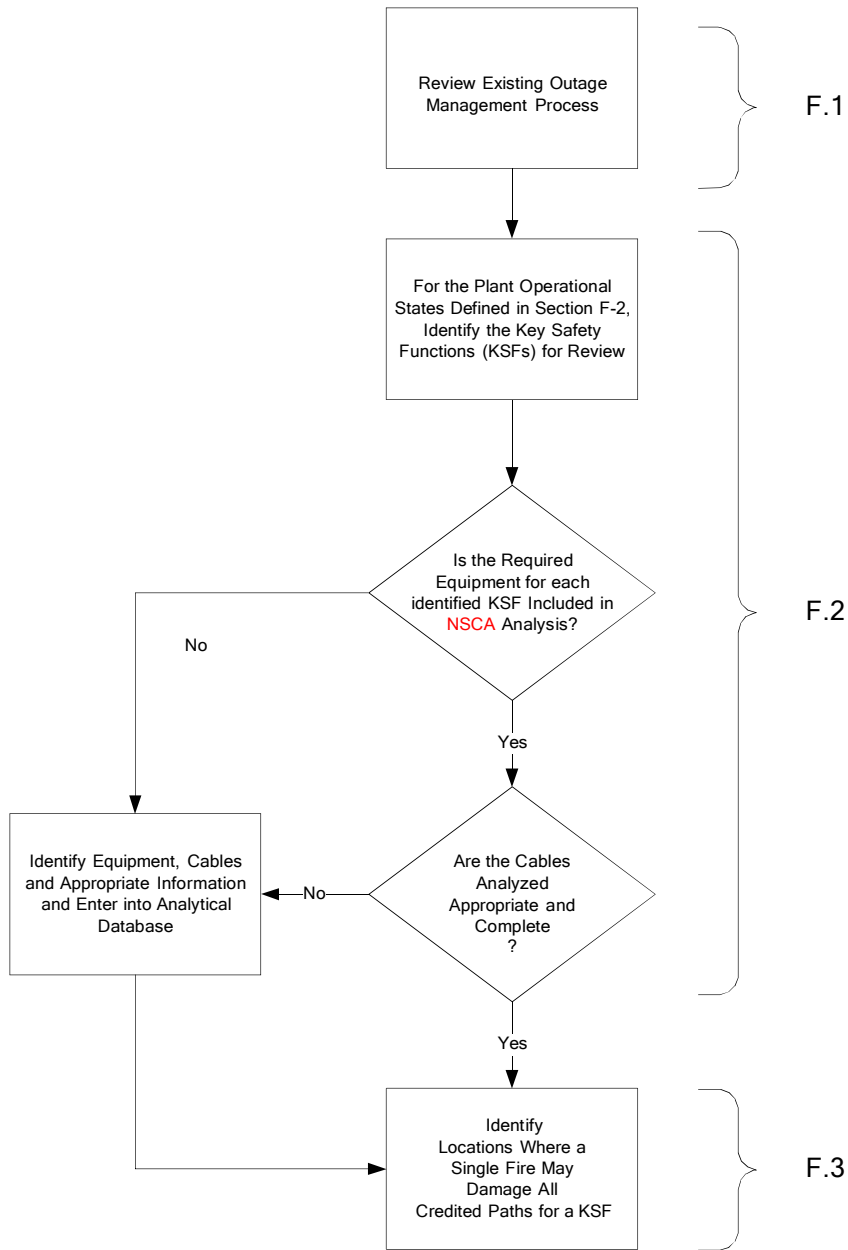 Review Existing Outage
Management Process
F.1
For the Plant Operational
States Defined in Section F-2,
Identify the Key Safety
Functions (KSFs) for Review
Is the Required
Equipment for each
identified KSF Included in
NSCA Analysis?
F.2
No
Yes
Identify Equipment, Cables
and Appropriate Information
and Enter into Analytical
Database
No
Are the Cables
Analyzed
Appropriate and
Complete
?
Yes
Identify
Locations Where a
Single Fire May
Damage All
Credited Paths for a KSF
F.3